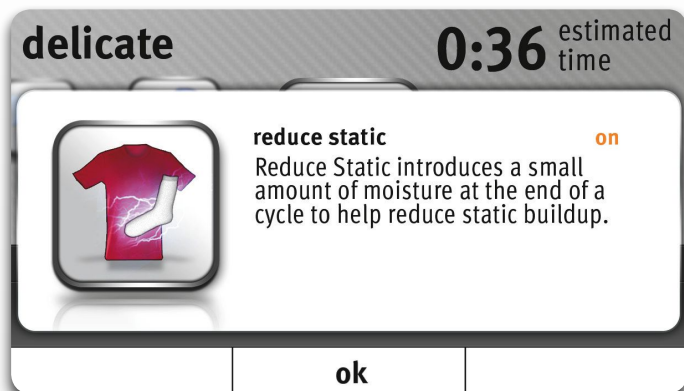 delicate
0:36 estimated time
reduce static on
Reduce Static introduces a small
amount of moisture at the end of a
cycle to help reduce static buildup.
ok